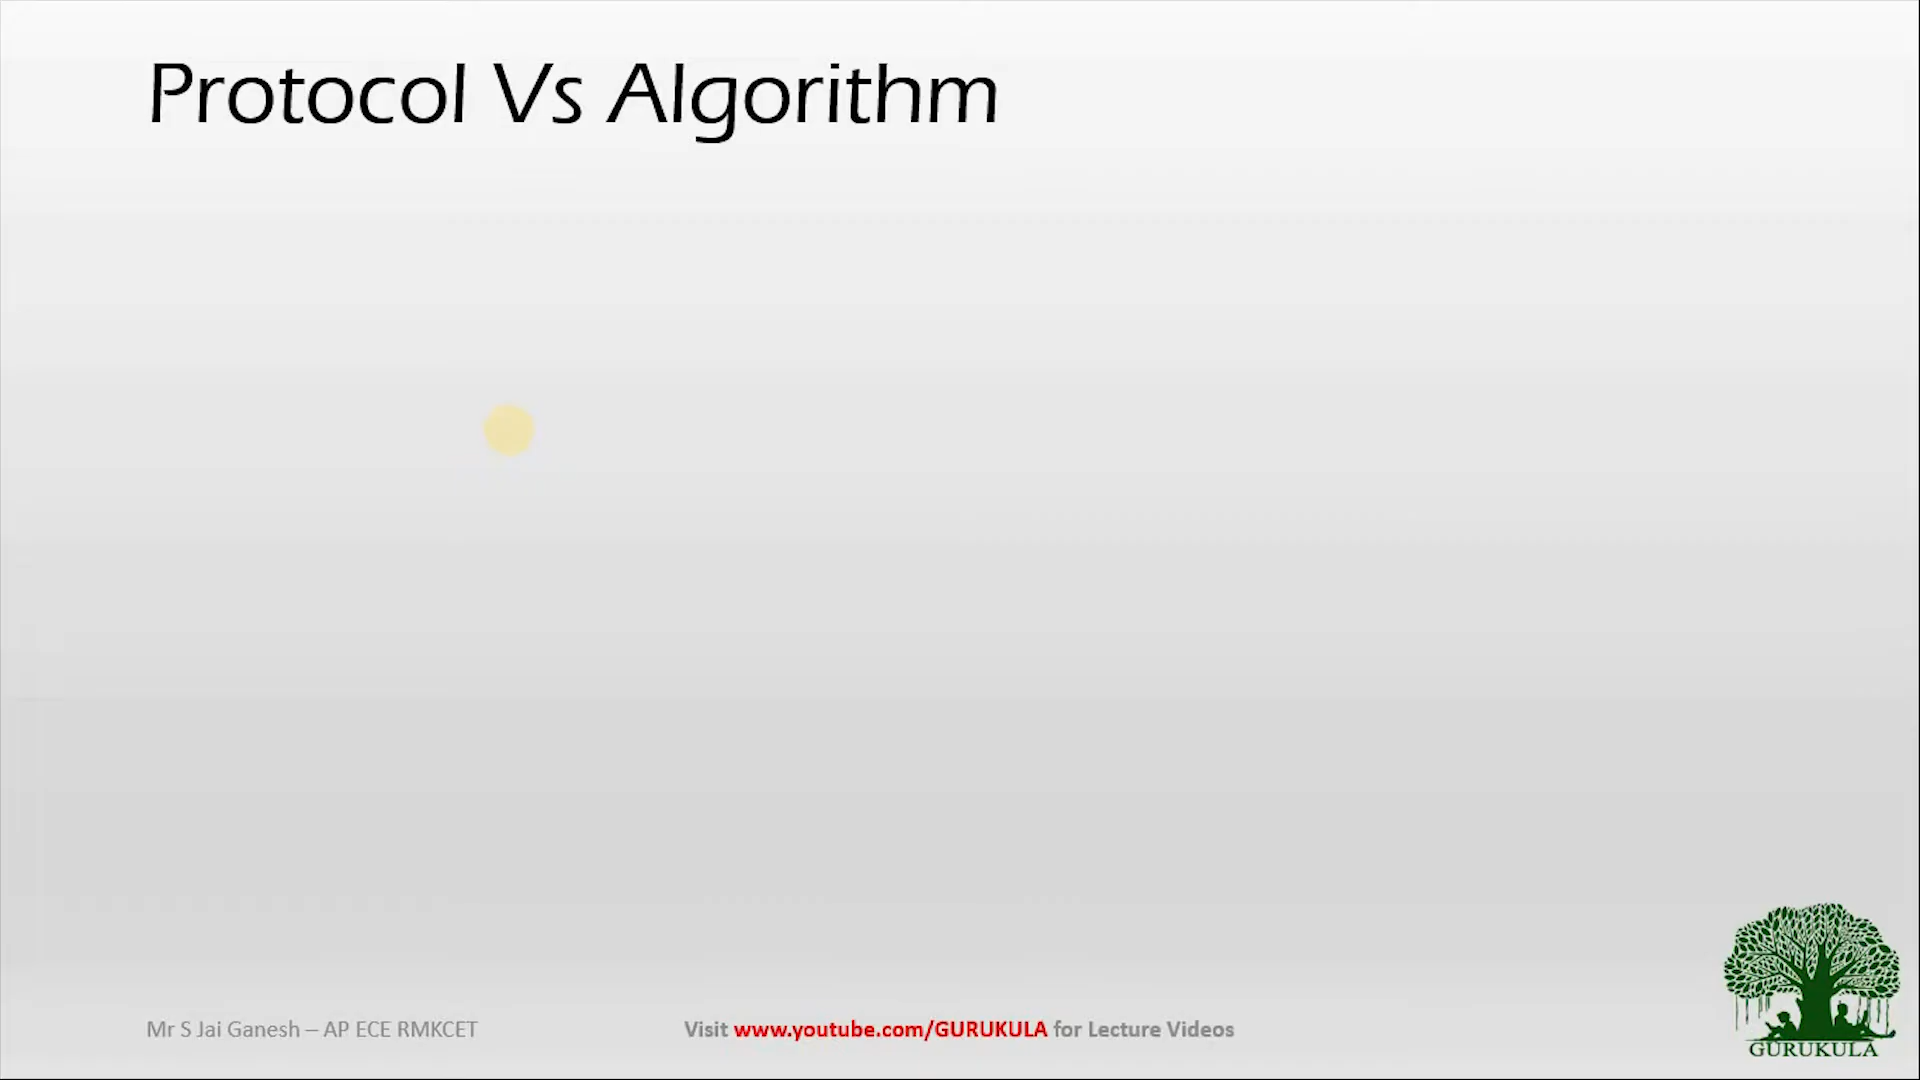 Protocol Vs Algorithm
Mr S Jai Ganesh – AP ECE RMKCET
Visit www.youtube.com/GURUKULA for Lecture Videos
GURUKULA